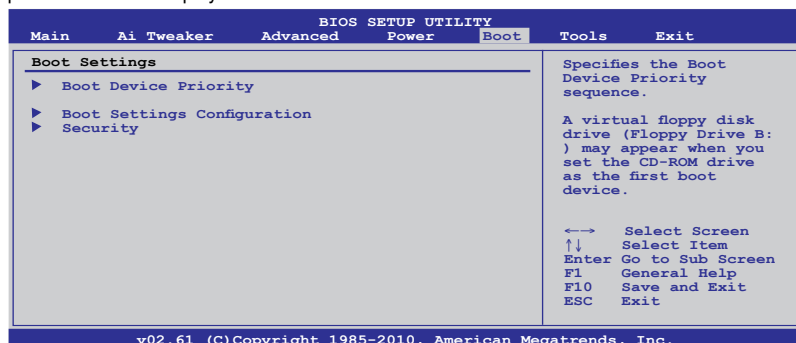 BIOS SETUP UTILITY
Main Ai Tweaker Advanced Power Boot Tools Exit
Boot Settings
Boot Device Priority
Boot Settings Configuration
Security
Specifies the Boot
Device Priority
sequence.
A virtual floppy disk
drive (Floppy Drive B:
) may appear when you
set the CD-ROM drive
as the first boot
device.
←→ Select Screen
↑↓ Select Item
Enter Go to Sub Screen
F1 General Help
F10 Save and Exit
ESC Exit
v02.61 (C)Copyright 1985-2010, American Megatrends, Inc.